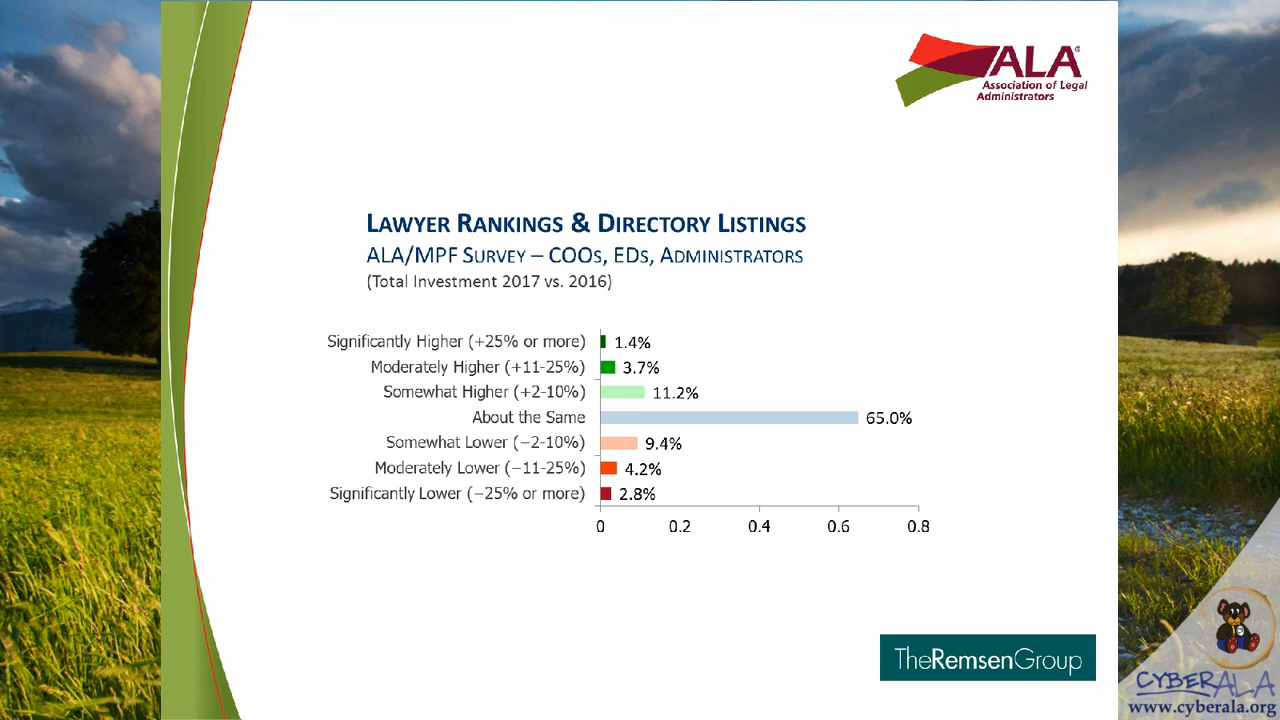 ALA®
Association of Legal
Administrators
LAWYER RANKINGS & DIRECTORY LISTINGS
ALA/MPF SURVEY – COOS, EDS, ADMINISTRATORS
(Total Investment 2017 vs. 2016)
Significantly Higher (+25% or more) 1.4%
Moderately Higher (+11-25%) 3.7%
Somewhat Higher (+2-10%) 11.2%
About the Same 65.0%
Somewhat Lower (−2-10%) 9.4%
Moderately Lower (−11-25%) 4.2%
Significantly Lower (−25% or more) 2.8%
0 0.2 0.4 0.6 0.8
TheRemsenGroup
CYBERALA
www.cyberala.org